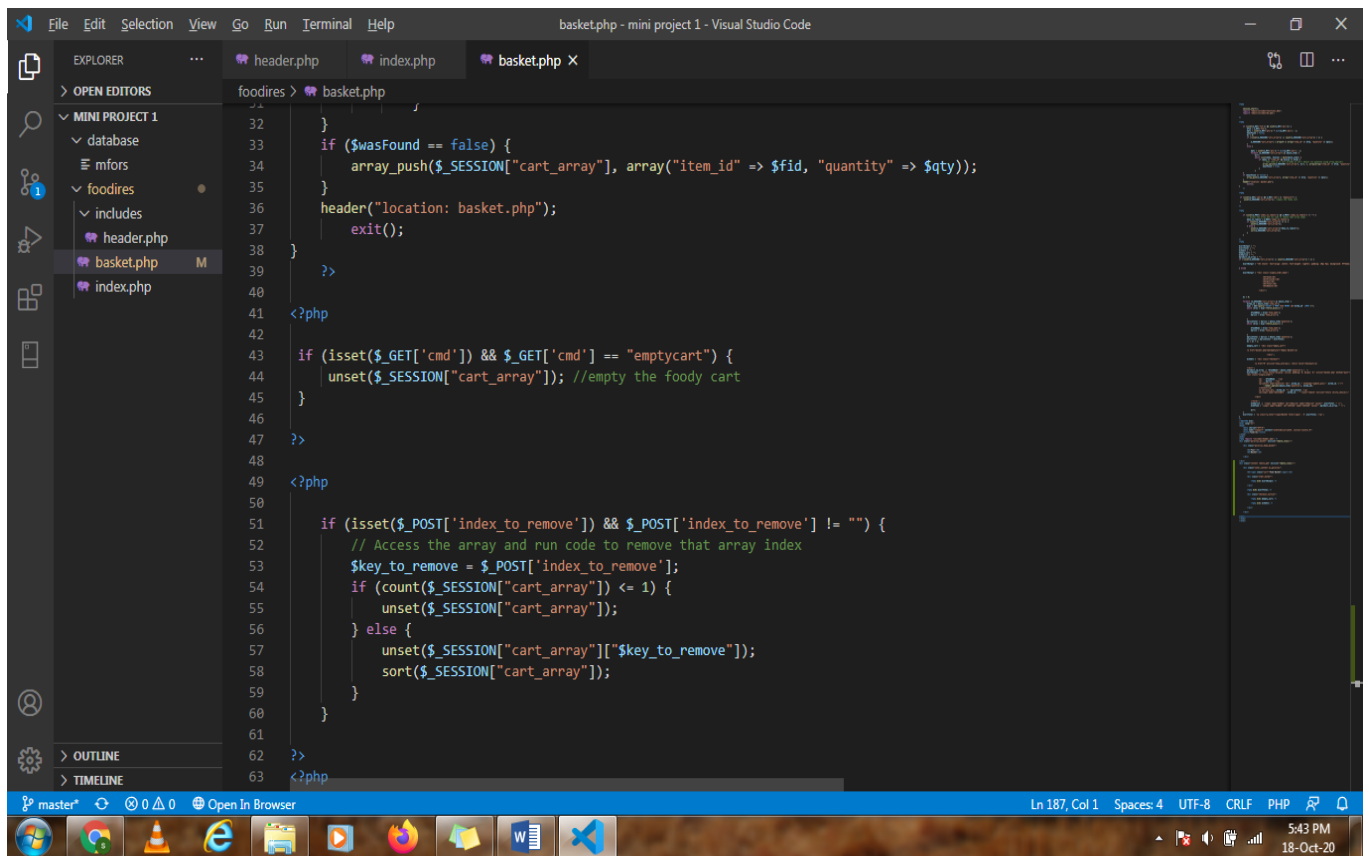 File Edit Selection View Go Run Terminal Help basket.php - mini project 1 - Visual Studio Code
EXPLORER ... header.php index.php basket.php ✕ ...
> OPEN EDITORS
foodires > basket.php
MINI PROJECT 1
database
mfors
foodires
includes
header.php
basket.php M
index.php
1
31 }
32 }
33 if ($wasFound == false) {
34 array_push($_SESSION["cart_array"], array("item_id" => $fid, "quantity" => $qty));
35 }
36 header("location: basket.php");
37 exit();
38 }
39 ?>
40
41 <?php
42
43 if (isset($_GET['cmd']) && $_GET['cmd'] == "emptycart") {
44 unset($_SESSION["cart_array"]); //empty the foody cart
45 }
46
47 ?>
48
49 <?php
50
51 if (isset($_POST['index_to_remove']) && $_POST['index_to_remove'] != "") {
52 // Access the array and run code to remove that array index
53 $key_to_remove = $_POST['index_to_remove'];
54 if (count($_SESSION["cart_array"]) <= 1) {
55 unset($_SESSION["cart_array"]);
56 } else {
57 unset($_SESSION["cart_array"]["$key_to_remove"]);
58 sort($_SESSION["cart_array"]);
59 }
60 }
61
62 ?>
63 <?php
> OUTLINE
> TIMELINE
master* 0 0 Open In Browser Ln 187, Col 1 Spaces: 4 UTF-8 CRLF PHP
5:43 PM
18-Oct-20